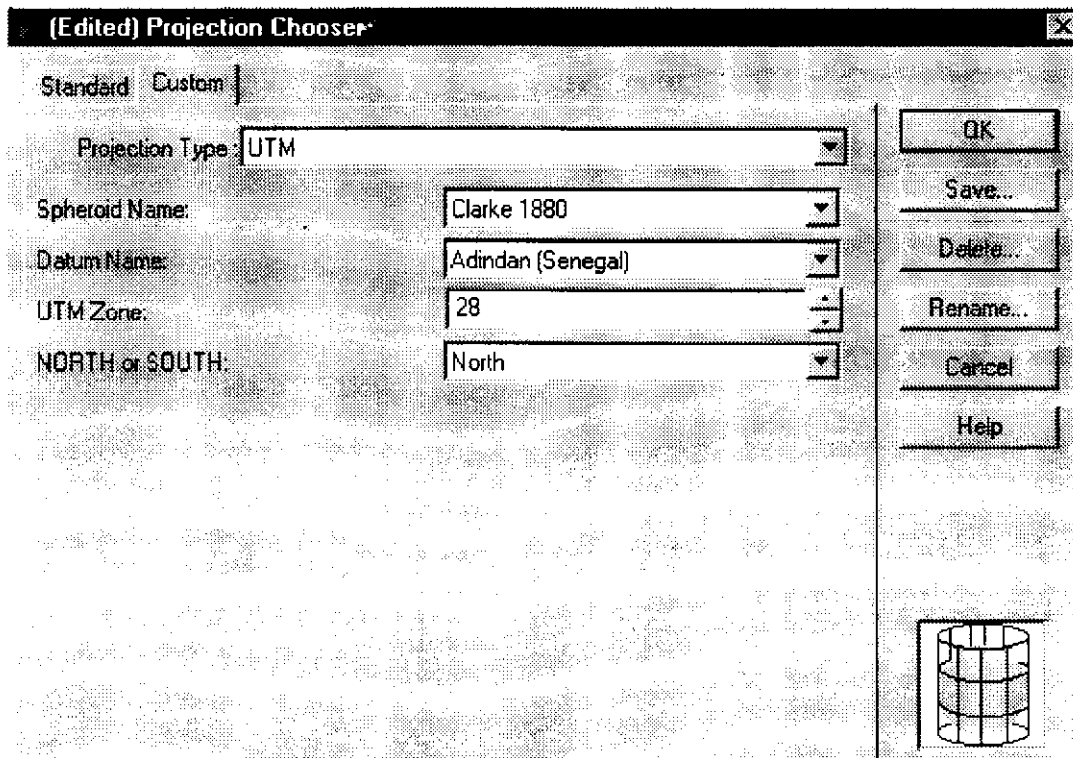 (Edited) Projection Chooser
Standard Custom
Projection Type : UTM
Spheroid Name: Clarke 1880
Datum Name: Adindan (Senegal)
UTM Zone: 28
NORTH or SOUTH: North
OK
Save...
Delete...
Rename...
Cancel
Help